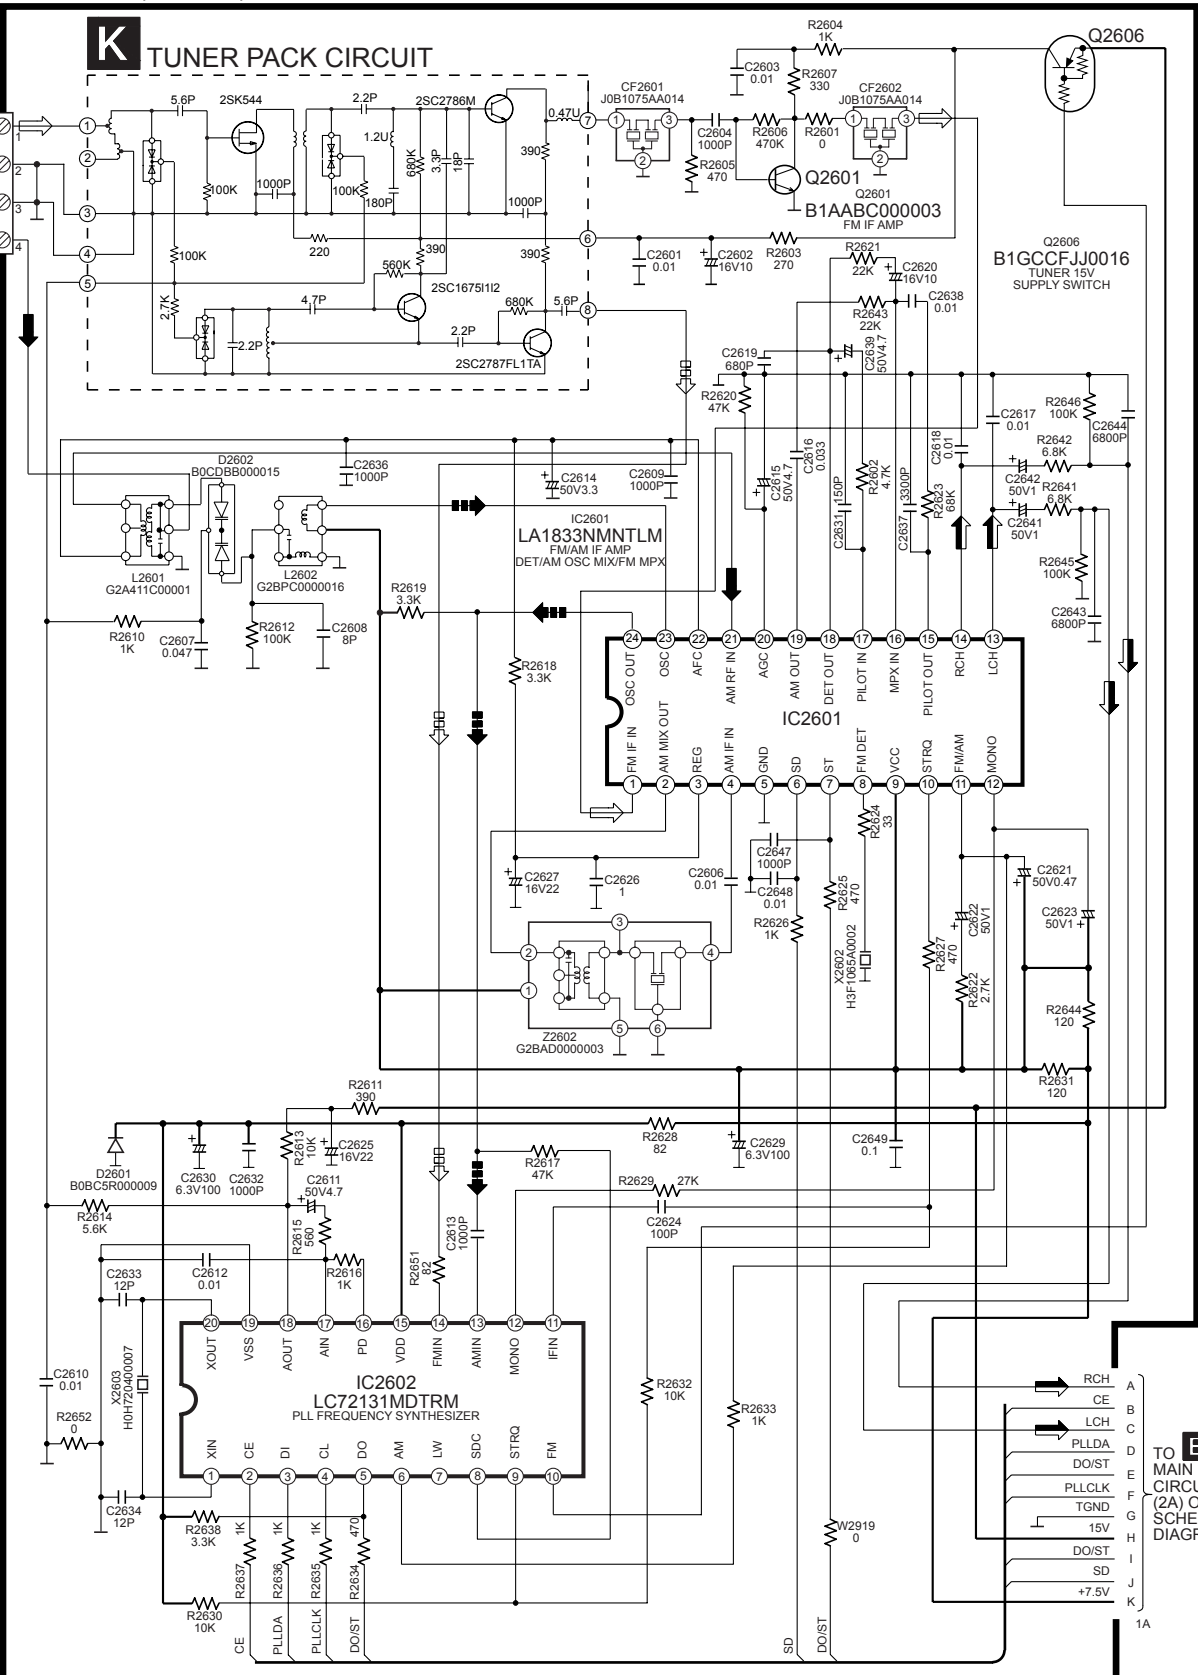 K TUNER PACK CIRCUIT
R2604
1K
Q2606
C2603
0.01
R2607
330
5.6P
2SK544
2.2P
2SC2786M
0.47U
CF2601
J0B1075AA014
CF2602
J0B1075AA014
1.2U
680K
3.3P
18P
390
C2604
1000P
R2606
470K
R2601
0
R2605
470
Q2601
100K
1000P
100K
180P
1000P
Q2601
B1AABC000003
FM IF AMP
220
390
390
C2601
0.01
C2602
16V10
R2603
270
R2621
22K
C2620
16V10
Q2606
B1GCCFJJ0016
TUNER 15V
SUPPLY SWITCH
100K
560K
2SC1675I1I2
2.7K
4.7P
680K
5.6P
R2643
22K
C2638
0.01
2.2P
2.2P
2SC2787FL1TA
C2619
680P
C2639
50V4.7
R2620
47K
R2646
100K
C2617
0.01
C2644
6800P
D2602
B0CDBB000015
C2636
1000P
C2614
50V3.3
C2609
1000P
C2615
50V4.7
C2616
0.033
C2631
150P
R2602
4.7K
C2637
3300P
R2623
68K
C2618
0.01
R2642
6.8K
C2642
50V1
R2641
6.8K
C2641
50V1
IC2601
LA1833NMNTLM
FM/AM IF AMP
DET/AM OSC MIX/FM MPX
L2601
G2A411C00001
L2602
G2BPC0000016
R2619
3.3K
R2645
100K
R2610
1K
C2607
0.047
R2612
100K
C2608
8P
C2643
6800P
R2618
3.3K
24 23 22 21 20 19 18 17 16 15 14 13
OSC OUT
OSC
AFC
AM RF IN
AGC
AM OUT
DET OUT
PILOT IN
MPX IN
PILOT OUT
RCH
LCH
IC2601
FM IF IN
AM MIX OUT
REG
AM IF IN
GND
SD
ST
FM DET
VCC
STRQ
FM/AM
MONO
1 2 3 4 5 6 7 8 9 10 11 12
R2624
33
C2647
1000P
C2627
16V22
C2626
1
C2606
0.01
C2648
0.01
R2625
470
C2621
50V0.47
C2622
50V1
C2623
50V1
R2626
1K
X2602
H3F1065A0002
R2627
470
R2622
2.7K
Z2602
G2BAD0000003
R2644
120
R2631
120
R2611
390
R2613
10K
C2625
16V22
R2628
82
C2629
6.3V100
C2649
0.1
D2601
B0BC5R000009
C2630
6.3V100
C2632
1000P
R2617
47K
C2611
50V4.7
R2629
27K
R2614
5.6K
R2615
560
C2624
100P
C2613
1000P
C2633
12P
C2612
0.01
R2616
1K
R2651
82
20 19 18 17 16 15 14 13 12 11
XOUT
VSS
AOUT
AIN
PD
VDD
FMIN
AMIN
MONO
IFIN
C2610
0.01
X2603
H0H720400007
IC2602
LC72131MDTRM
PLL FREQUENCY SYNTHESIZER
R2632
10K
R2633
1K
R2652
0
XIN
CE
DI
CL
DO
AM
LW
SDC
STRQ
FM
1 2 3 4 5 6 7 8 9 10
C2634
12P
R2638
3.3K
R2637
1K
R2636
1K
R2635
1K
R2634
470
W2919
0
R2630
10K
CE
PLLDA
PLLCLK
DO/ST
SD
DO/ST
RCH A
CE B
LCH C
PLLDA D
DO/ST E
PLLCLK F
TGND G
15V H
DO/ST I
SD J
+7.5V K
TO
MAIN
(2A)
1A